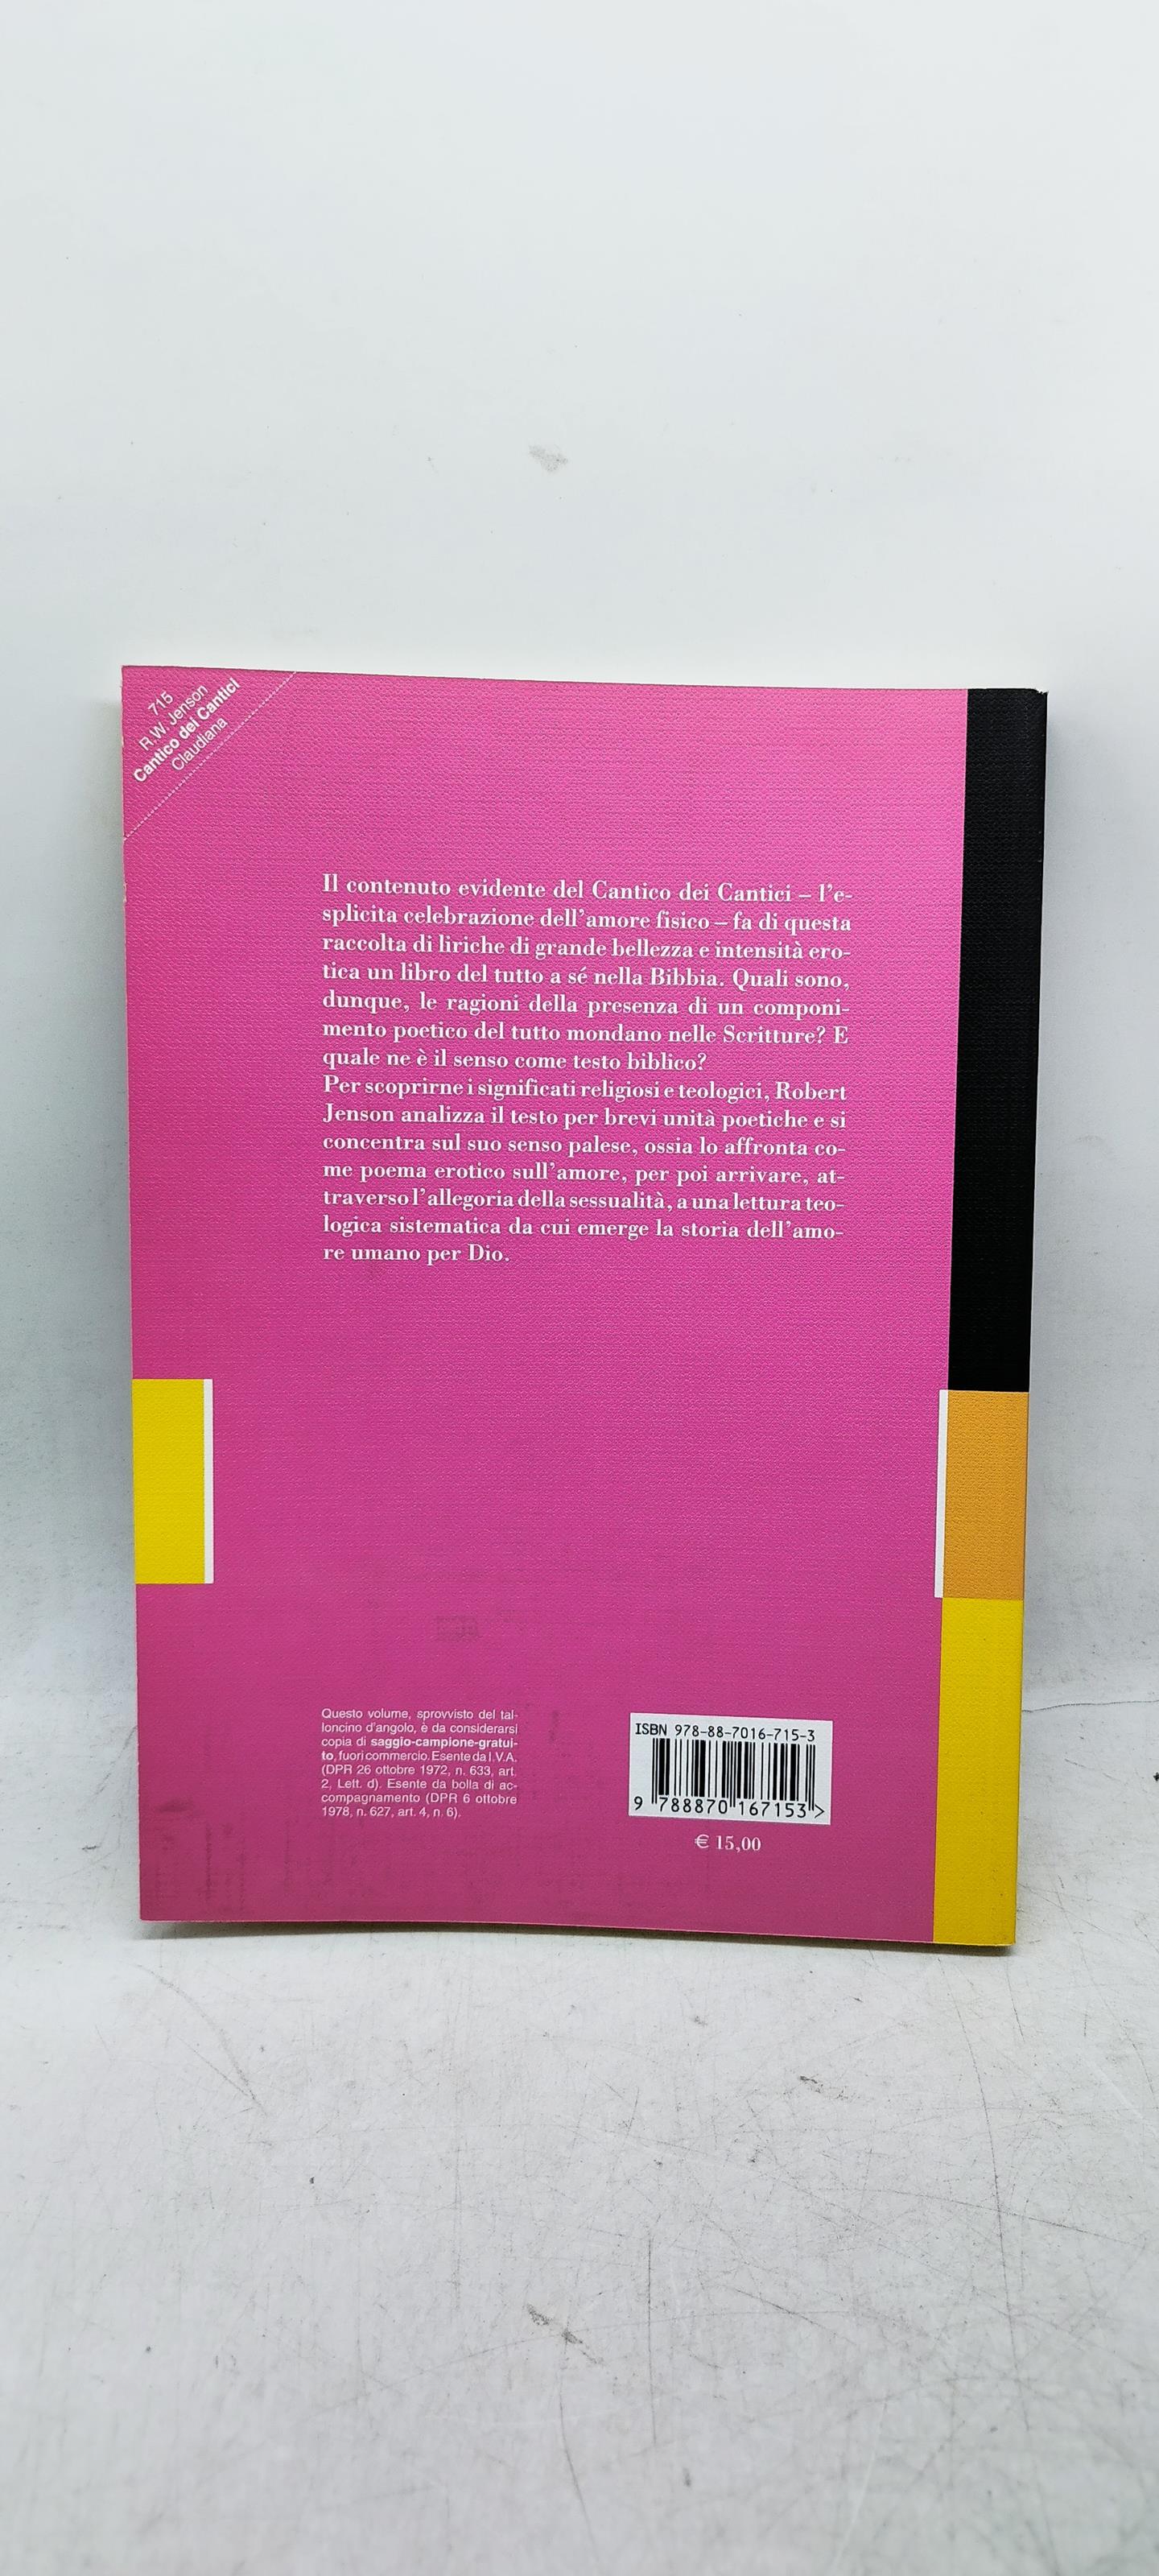 715
R.W. Jenson
Cantico dei Cantici
Claudiana
Il contenuto evidente del Cantico dei Cantici – l'e-
splicita celebrazione dell'amore fisico – fa di questa
raccolta di liriche di grande bellezza e intensità ero-
tica un libro del tutto a sé nella Bibbia. Quali sono,
dunque, le ragioni della presenza di un componi-
mento poetico del tutto mondano nelle Scritture? E
quale ne è il senso come testo biblico?
Per scoprirne i significati religiosi e teologici, Robert
Jenson analizza il testo per brevi unità poetiche e si
concentra sul suo senso palese, ossia lo affronta co-
me poema erotico sull'amore, per poi arrivare, at-
traverso l'allegoria della sessualità, a una lettura teo-
logica sistematica da cui emerge la storia dell'amo-
re umano per Dio.
Questo volume, sprovvisto del tal-
loncino d'angolo, è da considerarsi
copia di saggio-campione-gratui-
to, fuori commercio. Esente da I.V.A.
(DPR 26 ottobre 1972, n. 633, art.
2, Lett. d). Esente da bolla di ac-
compagnamento (DPR 6 ottobre
1978, n. 627, art. 4, n. 6).
ISBN 978-88-7016-715-3
9 788870 167153 >
€ 15,00